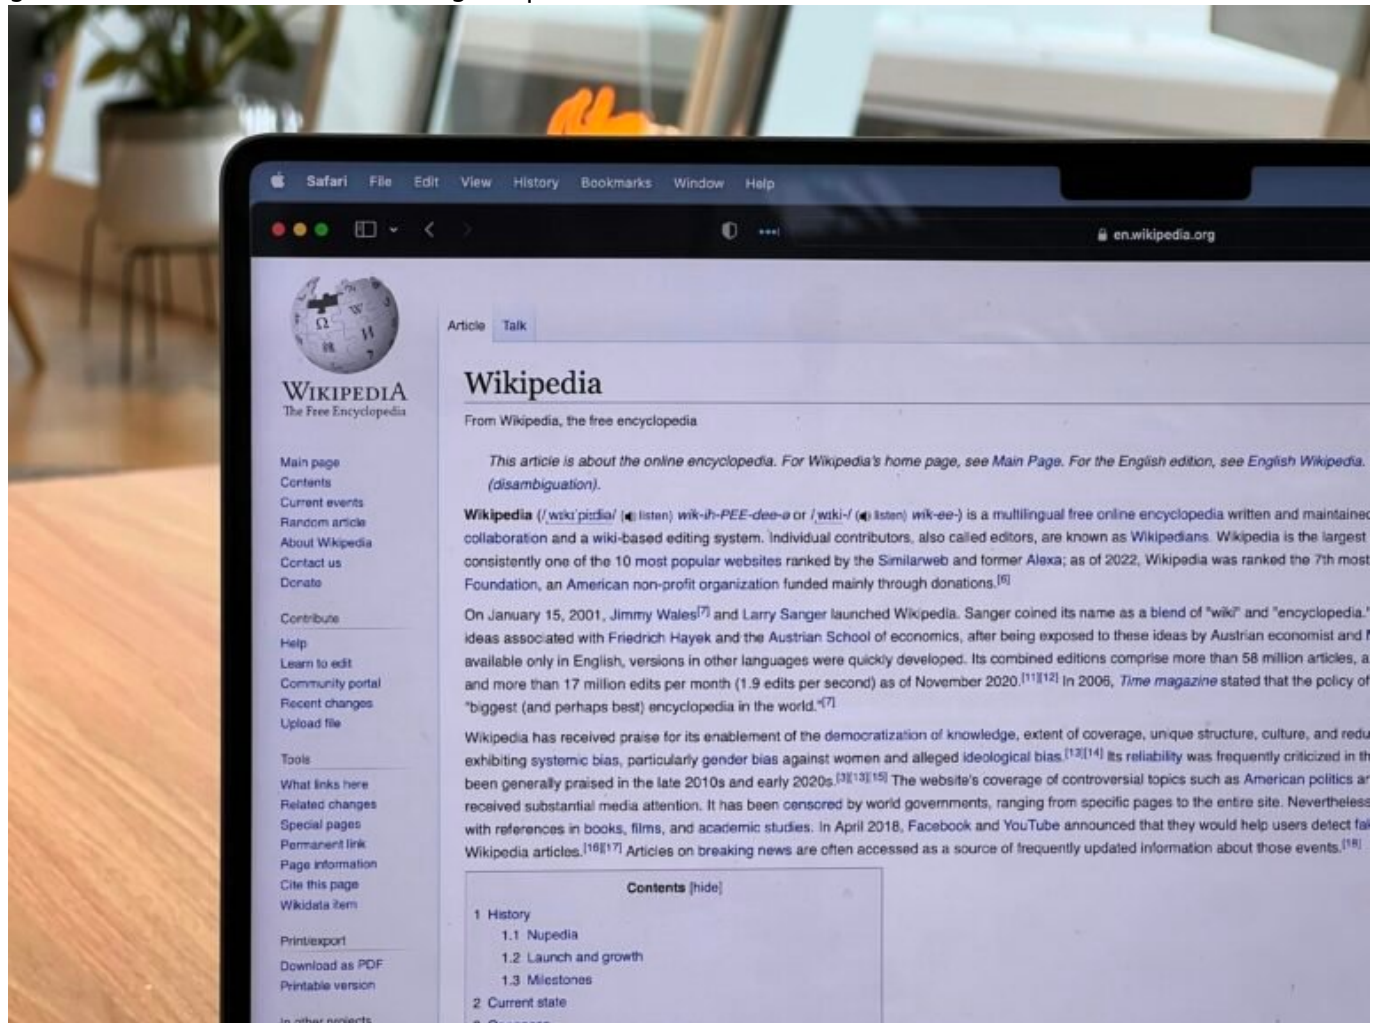 Safari File Edit View History Bookmarks Window Help
en.wikipedia.org
WIKIPEDIA
The Free Encyclopedia
Main page
Contents
Current events
Random article
About Wikipedia
Contact us
Donate
Contribute
Help
Learn to edit
Community portal
Recent changes
Upload file
Tools
What links here
Related changes
Special pages
Permanent link
Page information
Cite this page
Wikidata item
Print/export
Download as PDF
Printable version
In other projects
Article Talk
Wikipedia
From Wikipedia, the free encyclopedia
This article is about the online encyclopedia. For Wikipedia's home page, see Main Page. For the English edition, see English Wikipedia.
(disambiguation).
Wikipedia (/ˌwɪkɪˈpiːdiə/ (listen) wik-ih-PEE-dee-ə or /ˌwɪki-/ (listen) wik-ee-) is a multilingual free online encyclopedia written and maintained
collaboration and a wiki-based editing system. Individual contributors, also called editors, are known as Wikipedians. Wikipedia is the largest
consistently one of the 10 most popular websites ranked by the Similarweb and former Alexa; as of 2022, Wikipedia was ranked the 7th most
Foundation, an American non-profit organization funded mainly through donations.[6]
On January 15, 2001, Jimmy Wales[7] and Larry Sanger launched Wikipedia. Sanger coined its name as a blend of "wiki" and "encyclopedia."
ideas associated with Friedrich Hayek and the Austrian School of economics, after being exposed to these ideas by Austrian economist and
available only in English, versions in other languages were quickly developed. Its combined editions comprise more than 58 million articles, a
and more than 17 million edits per month (1.9 edits per second) as of November 2020.[11][12] In 2006, Time magazine stated that the policy of
"biggest (and perhaps best) encyclopedia in the world."[7]
Wikipedia has received praise for its enablement of the democratization of knowledge, extent of coverage, unique structure, culture, and redu
exhibiting systemic bias, particularly gender bias against women and alleged ideological bias.[13][14] Its reliability was frequently criticized in th
been generally praised in the late 2010s and early 2020s.[3][13][15] The website's coverage of controversial topics such as American politics an
received substantial media attention. It has been censored by world governments, ranging from specific pages to the entire site. Nevertheless
with references in books, films, and academic studies. In April 2018, Facebook and YouTube announced that they would help users detect fak
Wikipedia articles.[16][17] Articles on breaking news are often accessed as a source of frequently updated information about those events.[18]
Contents [hide]
1 History
1.1 Nupedia
1.2 Launch and growth
1.3 Milestones
2 Current state